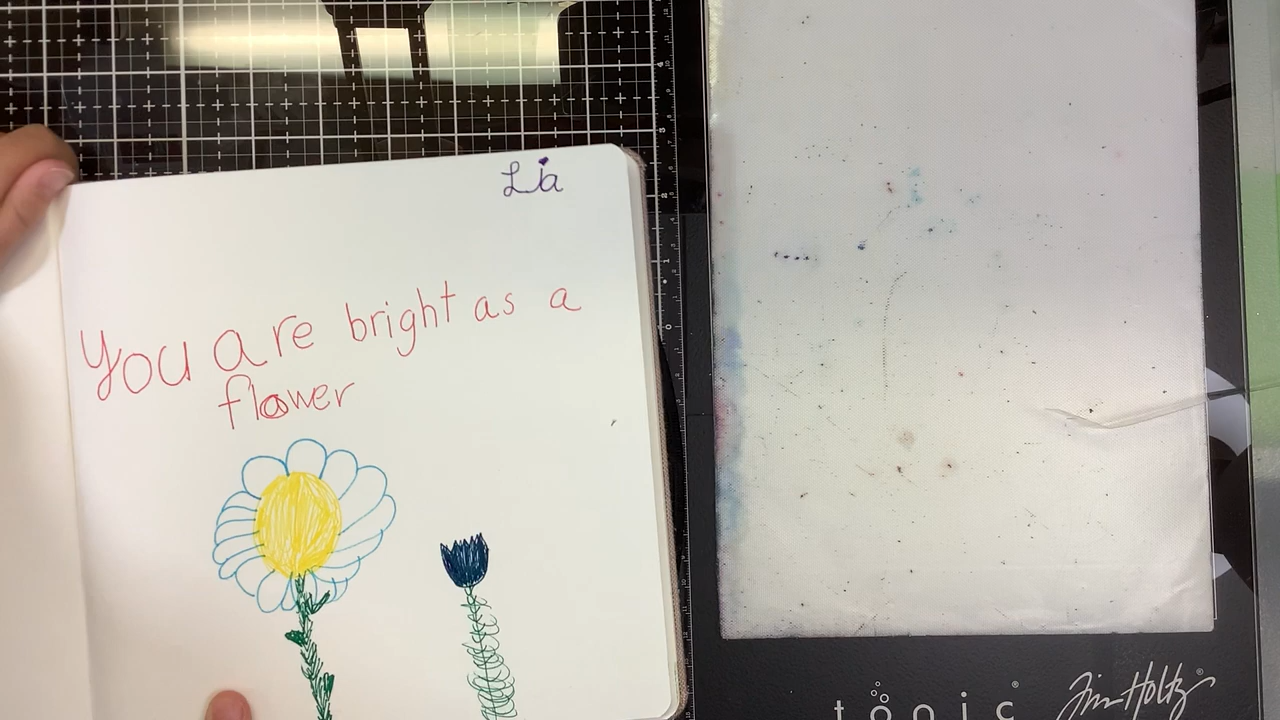 Lia
You are bright as a
flower
tonic®
Tim Holtz®